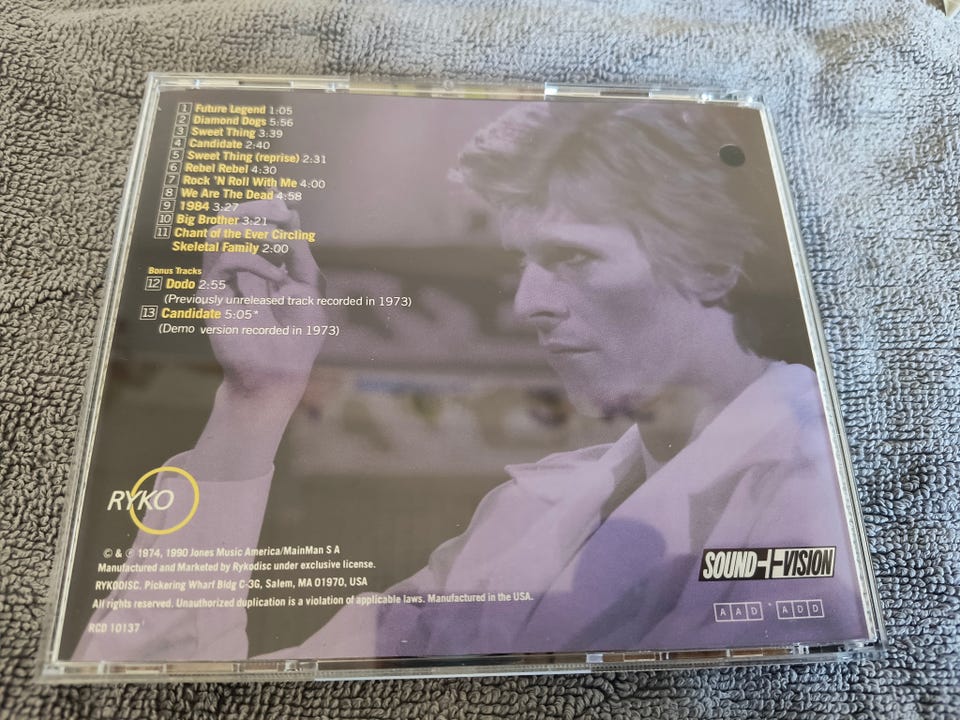 1 Future Legend 1:05
2 Diamond Dogs 5:56
3 Sweet Thing 3:39
4 Candidate 2:40
5 Sweet Thing (reprise) 2:31
6 Rebel Rebel 4:30
7 Rock 'N Roll With Me 4:00
8 We Are The Dead 4:58
9 1984 3:27
10 Big Brother 3:21
11 Chant of the Ever Circling
Skeletal Family 2:00
Bonus Tracks
12 Dodo 2:55
(Previously unreleased track recorded in 1973)
13 Candidate 5:05*
(Demo version recorded in 1973)
RYKO
© & ℗ 1974, 1990 Jones Music America/MainMan S A
Manufactured and Marketed by Rykodisc under exclusive license.
RYKODISC. Pickering Wharf Bldg C-3G, Salem, MA 01970, USA
All rights reserved. Unauthorized duplication is a violation of applicable laws. Manufactured in the USA.
RCD 10137
SOUND+VISION
AAD * ADD